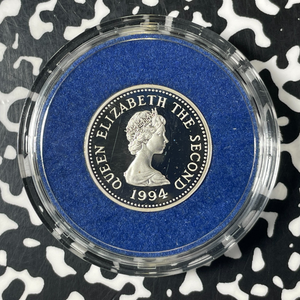 QUEEN ELIZABETH THE SECOND
1994